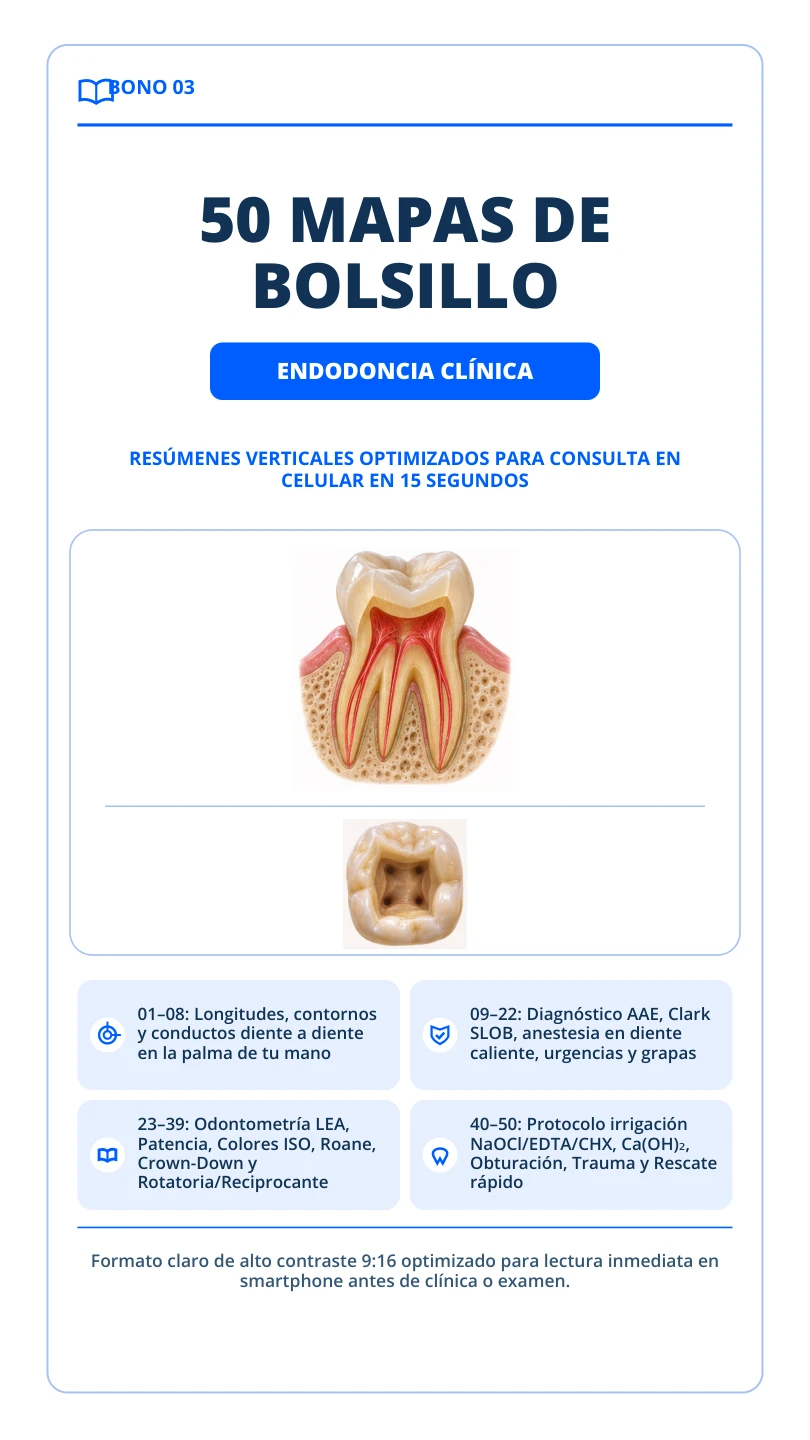 BONO 03
50 MAPAS DE
BOLSILLO
ENDODONCIA CLÍNICA
RESÚMENES VERTICALES OPTIMIZADOS PARA CONSULTA EN
CELULAR EN 15 SEGUNDOS
01–08: Longitudes, contornos
y conductos diente a diente
en la palma de tu mano
09–22: Diagnóstico AAE, Clark
SLOB, anestesia en diente
caliente, urgencias y grapas
23–39: Odontometría LEA,
Patencia, Colores ISO, Roane,
Crown-Down y
Rotatoria/Reciprocante
40–50: Protocolo irrigación
NaOCl/EDTA/CHX, Ca(OH)₂,
Obturación, Trauma y Rescate
rápido
Formato claro de alto contraste 9:16 optimizado para lectura inmediata en
smartphone antes de clínica o examen.